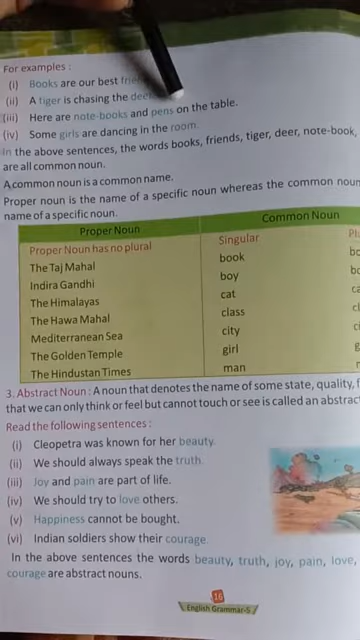 For examples :
(i) Books are our best
(ii) A tiger is chasing the
(iii) Here are note-books and pens on the table.
(iv) Some girls are dancing in the room.
In the above sentences, the words books, friends, tiger, deer, note-book,
are all common noun.
A common noun is a common name.
Proper noun is the name of a specific noun whereas the common
name of a specific noun.
Proper Noun Common Noun
Proper Noun has no plural Singular
The Taj Mahal book
Indira Gandhi boy
The Himalayas cat
The Hawa Mahal class
Mediterranean Sea city
The Golden Temple girl
The Hindustan Times man
3. Abstract Noun : A noun that denotes the name of some state, quality,
that we can only think or feel but cannot touch or see is called an
Read the following sentences :
(i) Cleopetra was known for her beauty.
(ii) We should always speak the truth.
(iii) Joy and pain are part of life.
(iv) We should try to love others.
(v) Happiness cannot be bought.
(vi) Indian soldiers show their courage.
In the above sentences the words beauty, truth, joy, pain, love,
courage are abstract nouns.
16
English Grammar-5